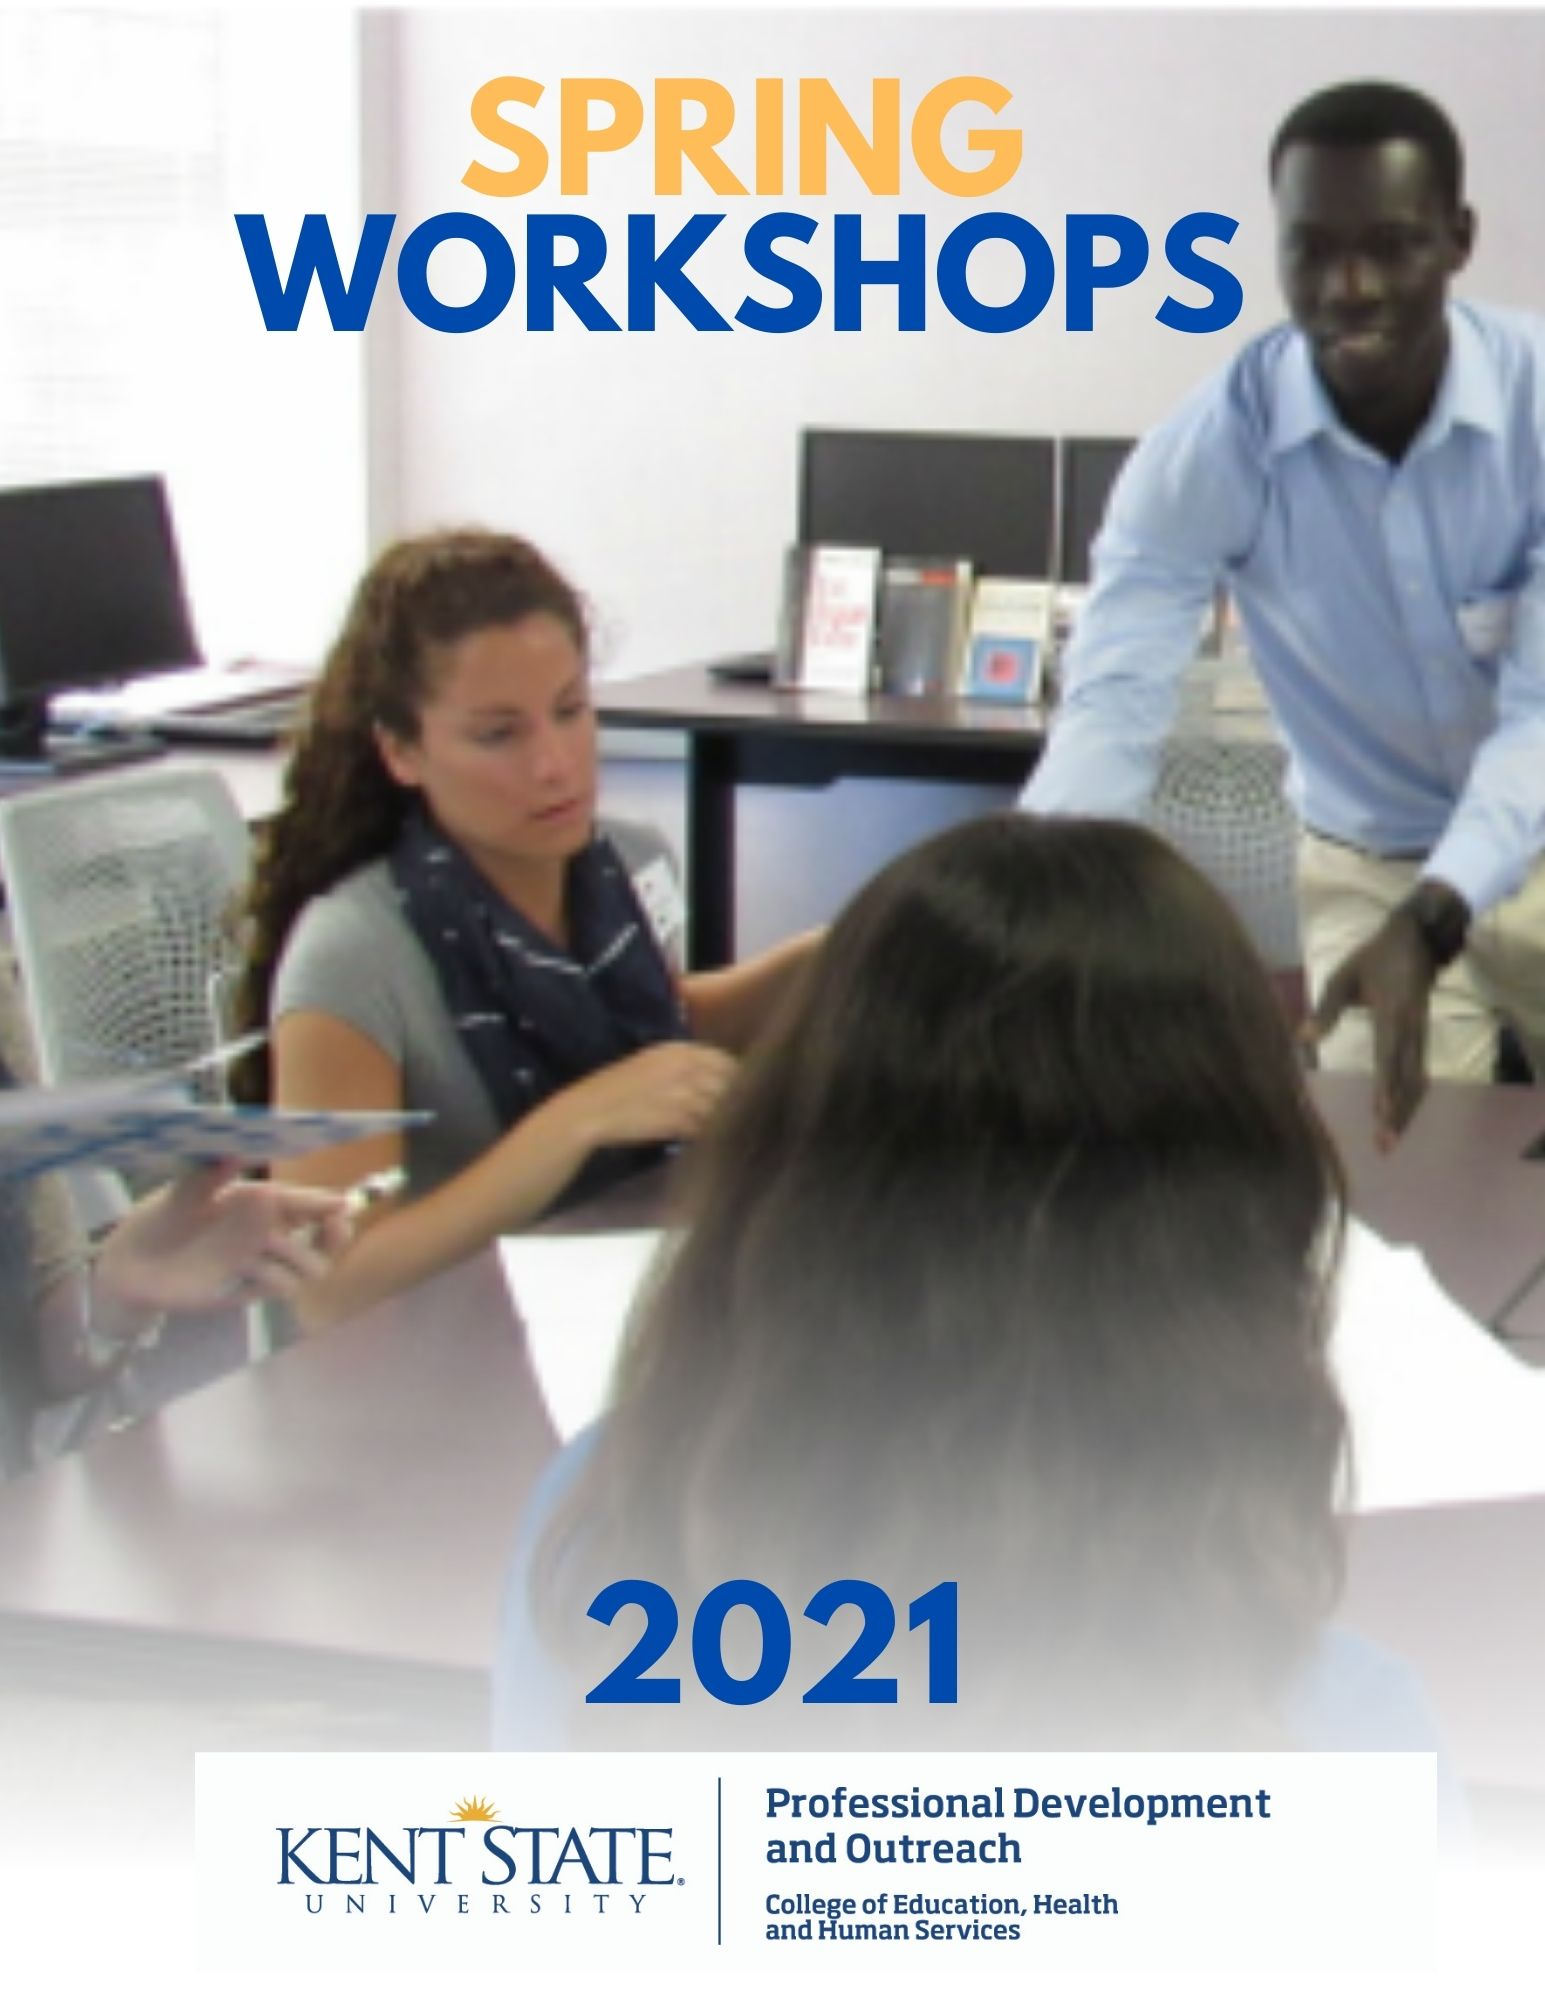 SPRING
WORKSHOPS
2021
KENT STATE®
UNIVERSITY
Professional Development
and Outreach
College of Education, Health
and Human Services